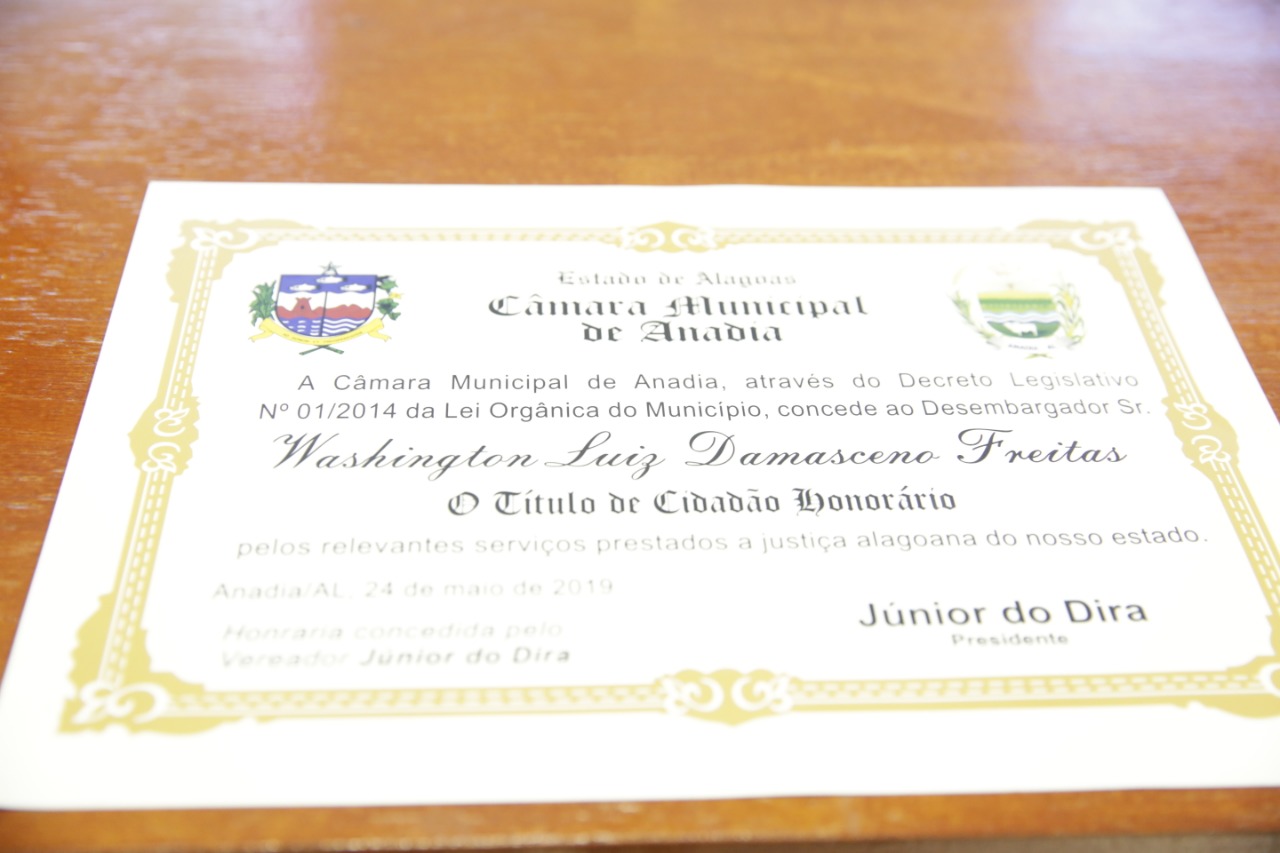 Estado de Alagoas
Câmara Municipal
de Anadia
A Câmara Municipal de Anadia, através do Decreto Legislativo
Nº 01/2014 da Lei Orgânica do Município, concede ao Desembargador Sr.
Washington Luiz Damasceno Freitas
O Título de Cidadão Honorário
pelos relevantes serviços prestados a justiça alagoana do nosso estado.
Anadia/AL, 24 de maio de 2019
Honraria concedida pelo
Vereador Júnior do Dira
Júnior do Dira
Presidente